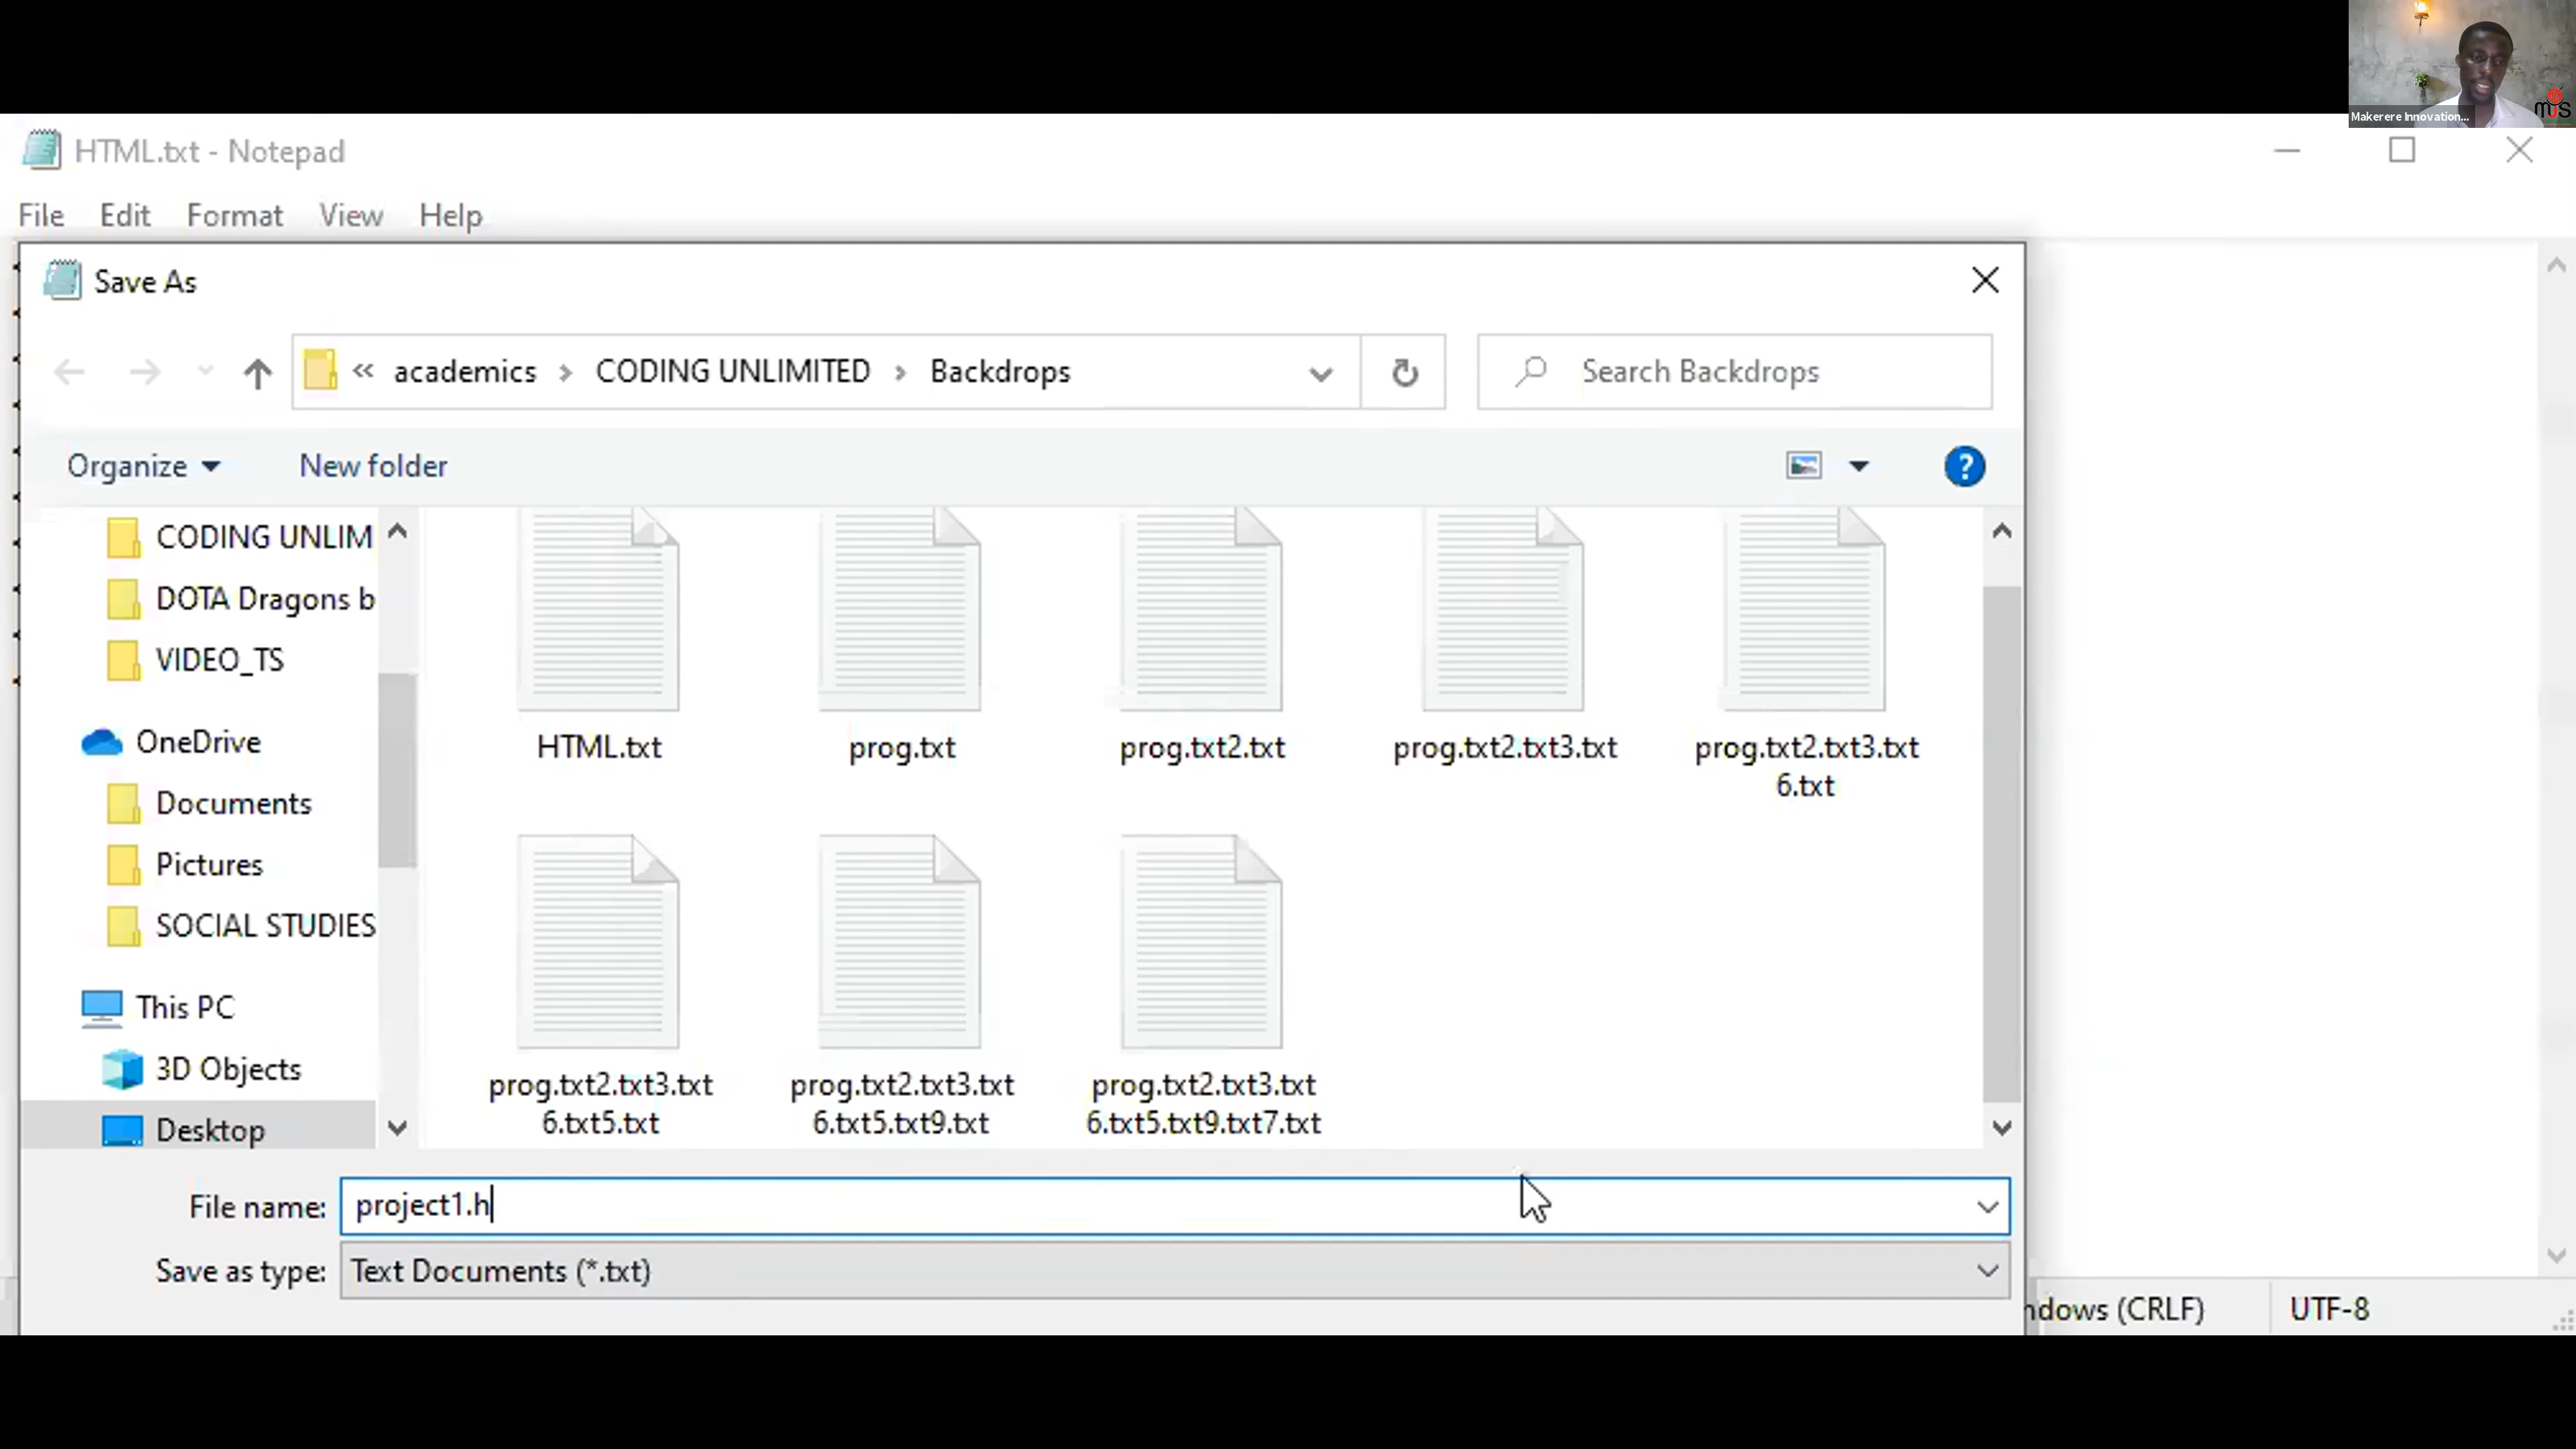 Makerere Innovation...
MIS
HTML.txt - Notepad
File Edit Format View Help
Save As
« academics › CODING UNLIMITED › Backdrops
Search Backdrops
Organize
New folder
?
CODING UNLIM
DOTA Dragons b
VIDEO_TS
OneDrive
Documents
Pictures
SOCIAL STUDIES
This PC
3D Objects
Desktop
HTML.txt
prog.txt
prog.txt2.txt
prog.txt2.txt3.txt
prog.txt2.txt3.txt
6.txt
prog.txt2.txt3.txt
6.txt5.txt
prog.txt2.txt3.txt
6.txt5.txt9.txt
prog.txt2.txt3.txt
6.txt5.txt9.txt7.txt
File name: project1.h
Save as type: Text Documents (*.txt)
ndows (CRLF)
UTF-8